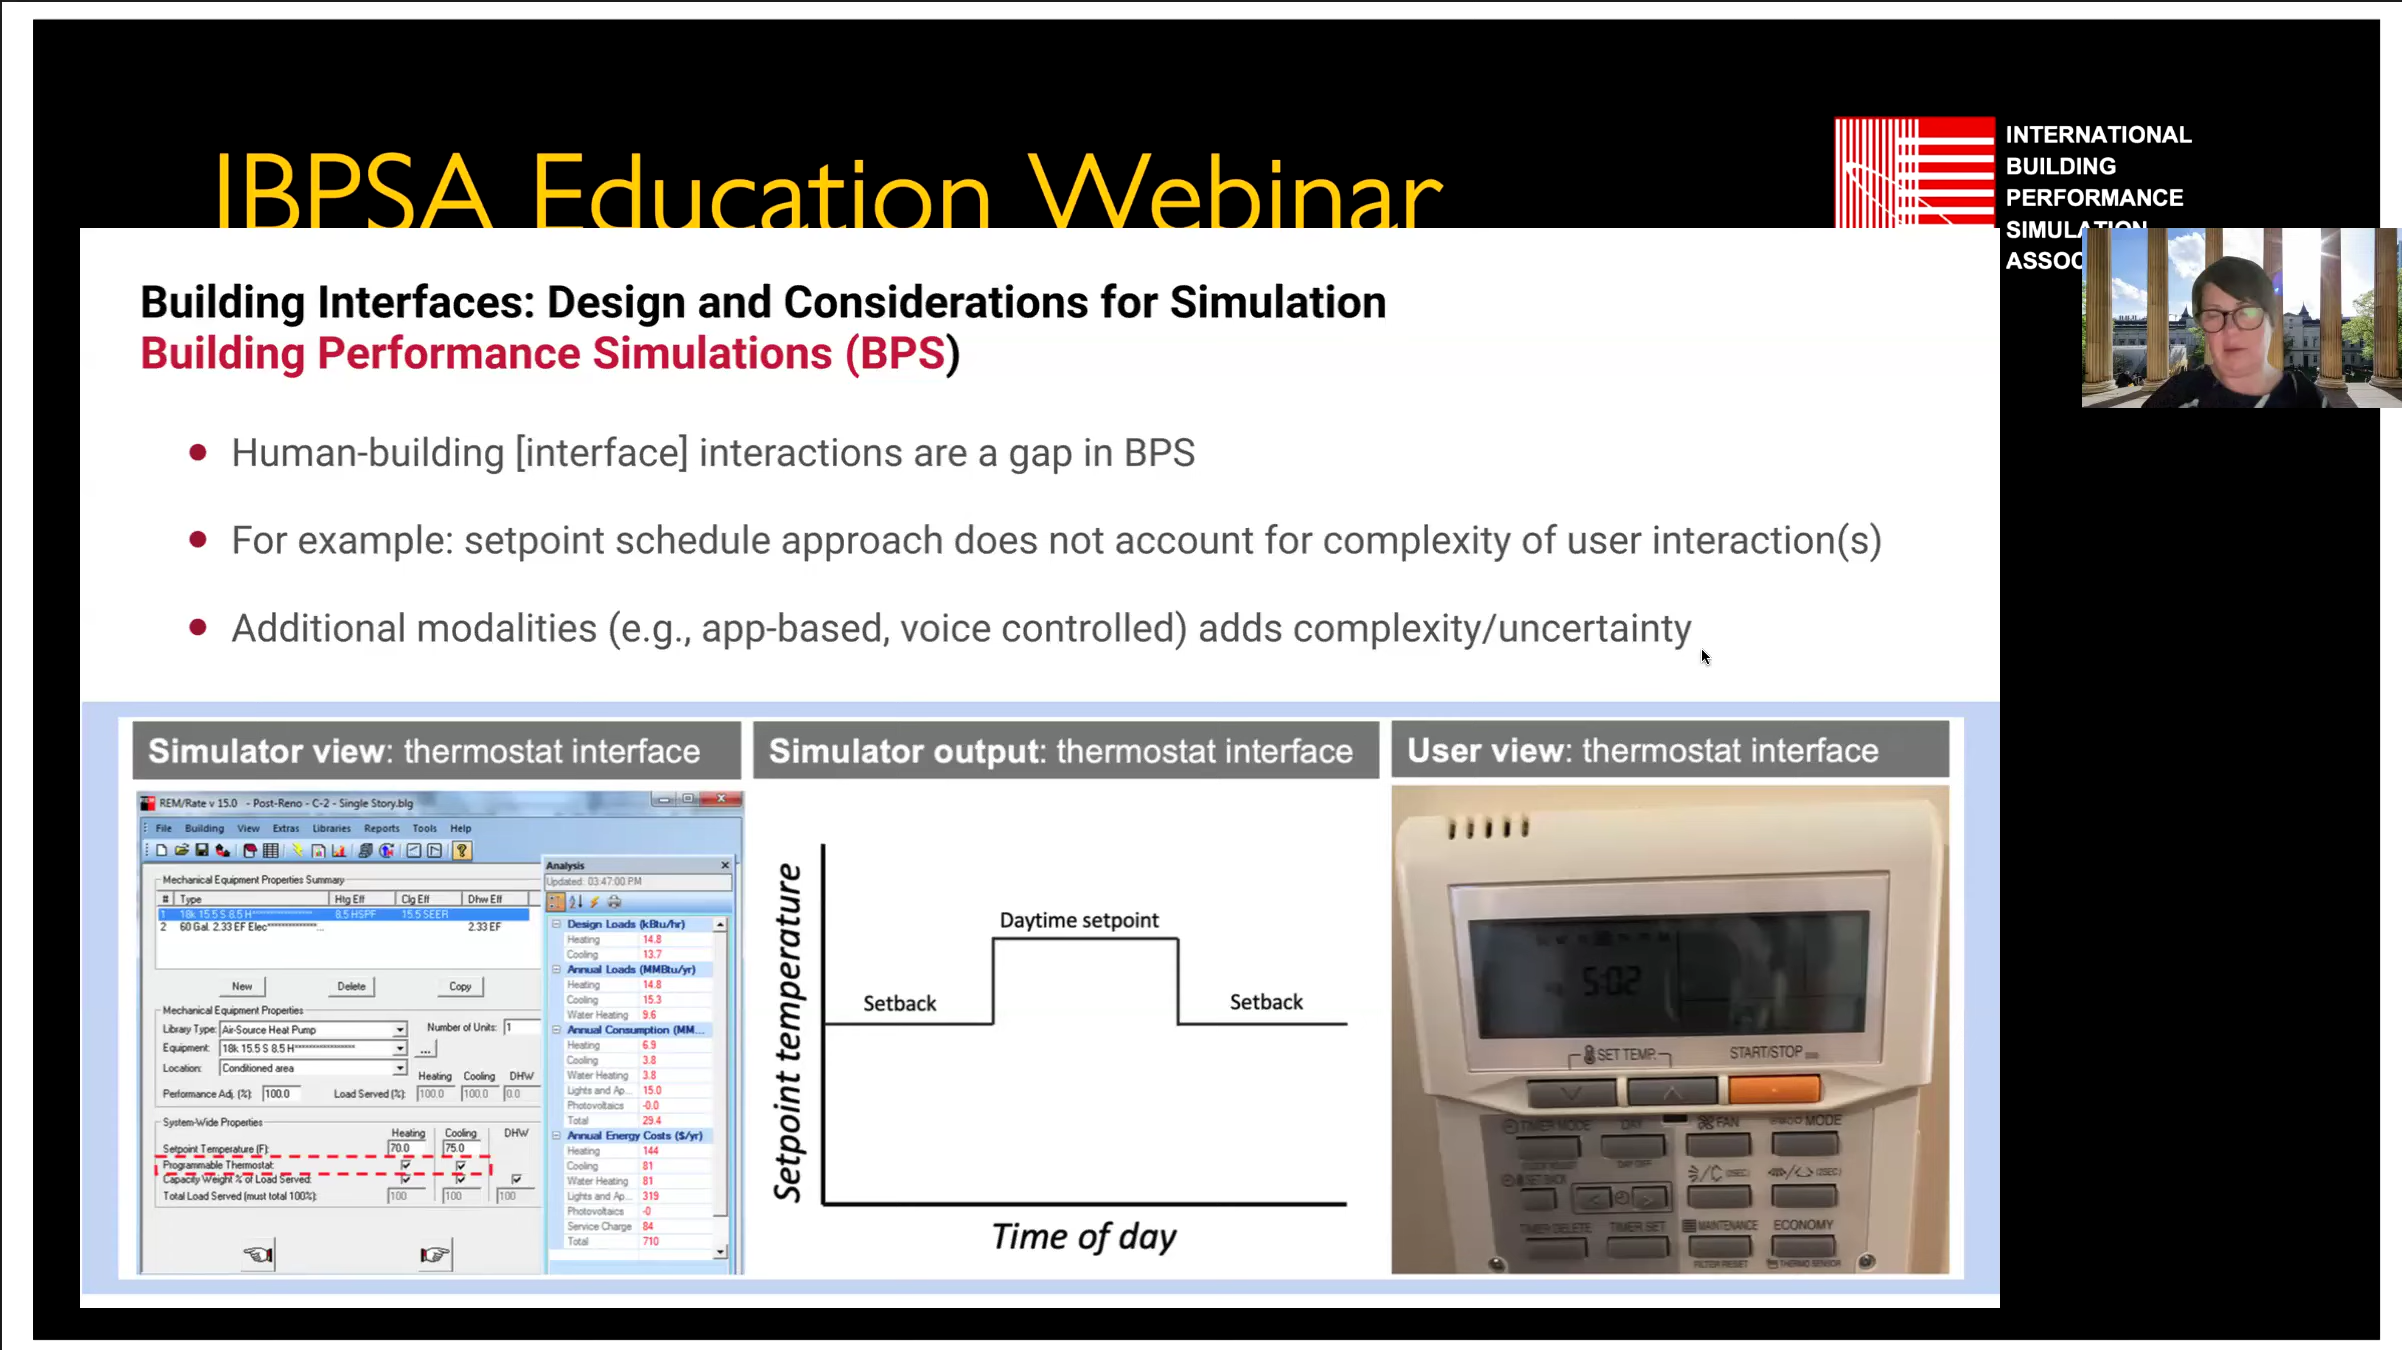 IBPSA Education Webinar
INTERNATIONAL
BUILDING
PERFORMANCE
SIMULATION
ASSOC
Building Interfaces: Design and Considerations for Simulation
Building Performance Simulations (BPS)
Human-building [interface] interactions are a gap in BPS
For example: setpoint schedule approach does not account for complexity of user interaction(s)
Additional modalities (e.g., app-based, voice controlled) adds complexity/uncertainty
Simulator view: thermostat interface
REM/Rate v 15.0 - Post-Reno - C-2 - Single Story.blg
File Building View Extras Libraries Reports Tools Help
Mechanical Equipment Properties Summary
# Type Htg Eff Clg Eff Dhw Eff
1 18k 15.5 S 8.5 H************** 8.5 HSPF 15.5 SEER
2 60 Gal. 2.33 EF Elec**************... 2.33 EF
New Delete Copy
Mechanical Equipment Properties
Library Type: Air-Source Heat Pump Number of Units: 1
Equipment: 18k 15.5 S 8.5 H************** ...
Location: Conditioned area
Heating Cooling DHW
Performance Adj. (%): 100.0 Load Served (%): 100.0 100.0 0.0
System-Wide Properties
Heating Cooling DHW
Setpoint Temperature (F): 70.0 75.0
Programmable Thermostat:
Capacity Weight % of Load Served:
Total Load Served (must total 100%): 100 100 100
Analysis
Updated: 03:47:00 PM
Design Loads (kBtu/hr)
Heating 14.8
Cooling 13.7
Annual Loads (MMBtu/yr)
Heating 14.8
Cooling 15.3
Water Heating 9.6
Annual Consumption (MM...
Heating 6.9
Cooling 3.8
Water Heating 3.8
Lights and Ap... 15.0
Photovoltaics -0.0
Total 29.4
Annual Energy Costs ($/yr)
Heating 144
Cooling 81
Water Heating 81
Lights and Ap... 319
Photovoltaics -0
Service Charge 84
Total 710
Simulator output: thermostat interface
Setpoint temperature
Daytime setpoint
Setback
Setback
Time of day
User view: thermostat interface
5:02
SET TEMP. START/STOP
TIMER MODE DAY FAN MODE
DAY OFF
SET BACK
TIMER DELETE TIMER SET MAINTENANCE ECONOMY
FILTER RESET THERMO SENSOR